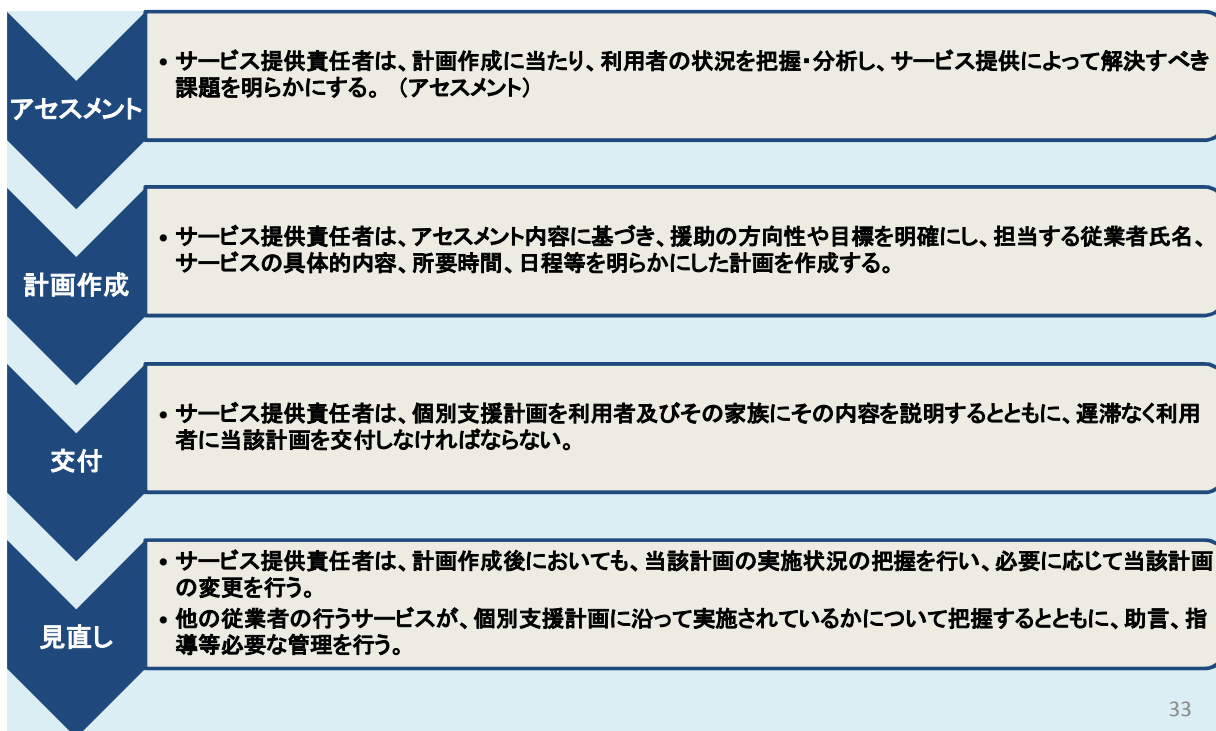 アセスメント
• サービス提供責任者は、計画作成に当たり、利用者の状況を把握・分析し、サービス提供によって解決すべき
課題を明らかにする。 （アセスメント）
計画作成
• サービス提供責任者は、アセスメント内容に基づき、援助の方向性や目標を明確にし、担当する従業者氏名、
サービスの具体的内容、所要時間、日程等を明らかにした計画を作成する。
交付
• サービス提供責任者は、個別支援計画を利用者及びその家族にその内容を説明するとともに、遅滞なく利用
者に当該計画を交付しなければならない。
見直し
• サービス提供責任者は、計画作成後においても、当該計画の実施状況の把握を行い、必要に応じて当該計画
の変更を行う。
• 他の従業者の行うサービスが、個別支援計画に沿って実施されているかについて把握するとともに、助言、指
導等必要な管理を行う。
33